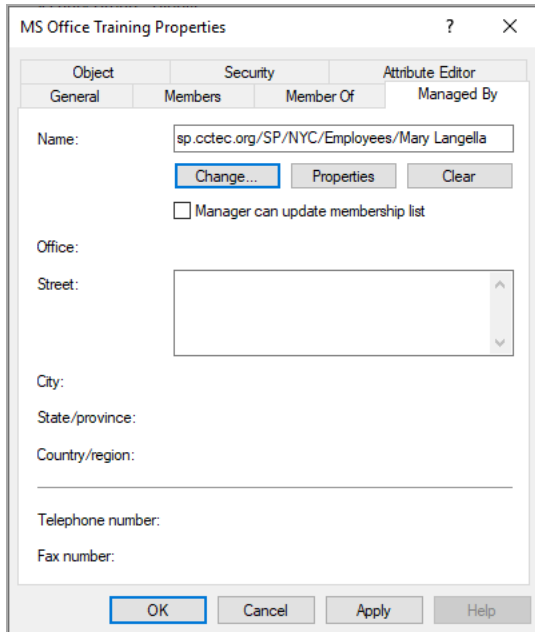 MS Office Training Properties
?
Object Security Attribute Editor
General Members Member Of Managed By
Name: sp.cctec.org/SP/NYC/Employees/Mary Langella
Change... Properties Clear
Manager can update membership list
Office:
Street:
City:
State/province:
Country/region:
Telephone number:
Fax number:
OK Cancel Apply Help